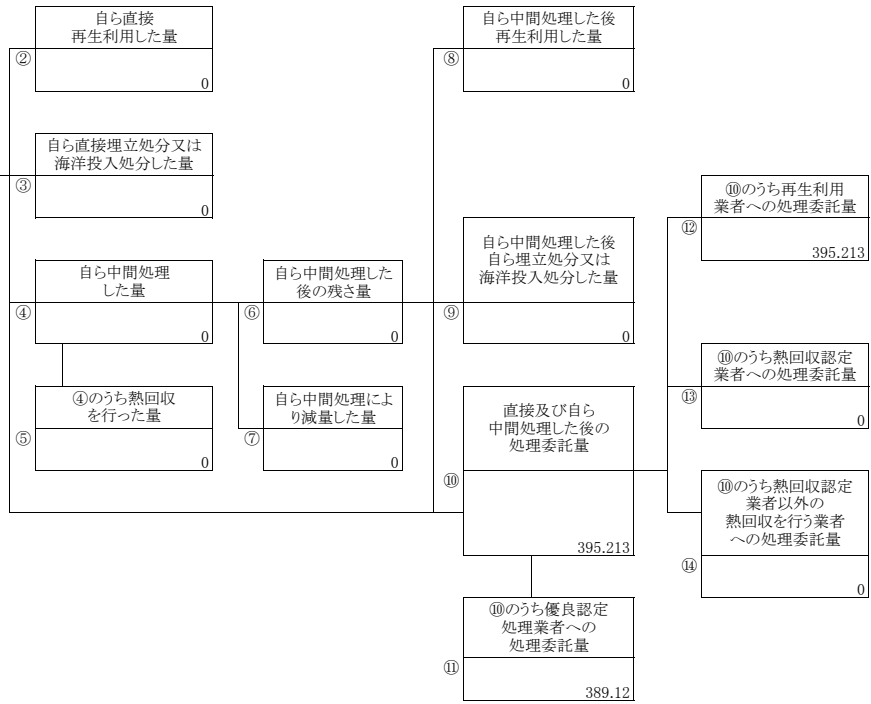 自ら直接
再生利用した量
②
0
自ら直接埋立処分又は
海洋投入処分した量
③
0
自ら中間処理
した量
④
0
④のうち熱回収
を行った量
⑤
0
自ら中間処理した
後の残さ量
⑥
0
自ら中間処理によ
り減量した量
⑦
0
自ら中間処理した後
再生利用した量
⑧
0
自ら中間処理した後
自ら埋立処分又は
海洋投入処分した量
⑨
0
直接及び自ら
中間処理した後の
処理委託量
⑩
395.213
⑩のうち優良認定
処理業者への
処理委託量
⑪
389.12
⑩のうち再生利用
業者への処理委託量
⑫
395.213
⑩のうち熱回収認定
業者への処理委託量
⑬
0
⑩のうち熱回収認定
業者以外の
熱回収を行う業者
への処理委託量
⑭
0